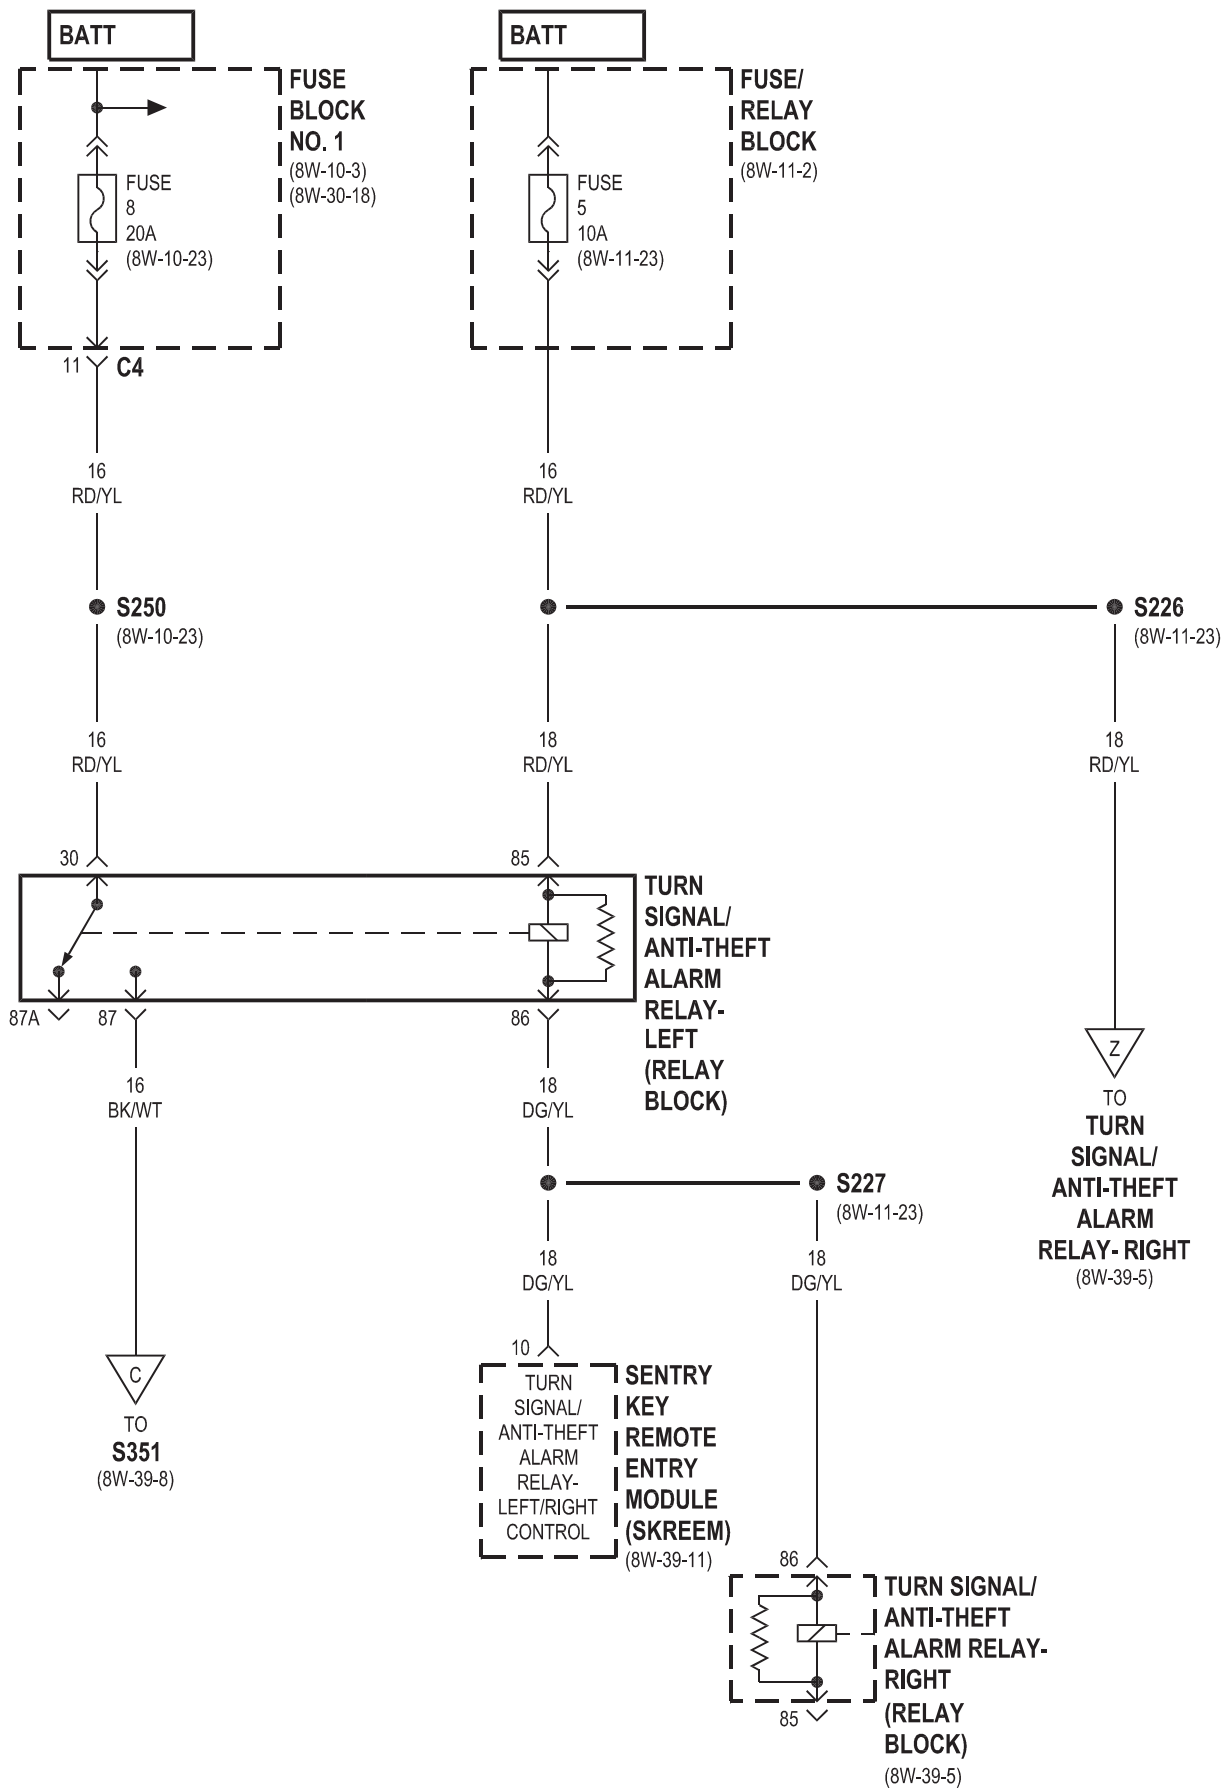 BATT
BATT
FUSE
BLOCK
NO. 1
(8W-10-3)
(8W-30-18)
FUSE/
RELAY
BLOCK
(8W-11-2)
FUSE
8
20A
(8W-10-23)
FUSE
5
10A
(8W-11-23)
11
C4
16
RD/YL
16
RD/YL
S250
(8W-10-23)
S226
(8W-11-23)
16
RD/YL
18
RD/YL
18
RD/YL
30
85
TURN
SIGNAL/
ANTI-THEFT
ALARM
RELAY-
LEFT
(RELAY
BLOCK)
87A
87
86
16
BK/WT
18
DG/YL
Z
TO
TURN
SIGNAL/
ANTI-THEFT
ALARM
RELAY- RIGHT
(8W-39-5)
S227
(8W-11-23)
18
DG/YL
18
DG/YL
C
TO
S351
(8W-39-8)
10
TURN
SIGNAL/
ANTI-THEFT
ALARM
RELAY-
LEFT/RIGHT
CONTROL
SENTRY
KEY
REMOTE
ENTRY
MODULE
(SKREEM)
(8W-39-11)
86
85
TURN SIGNAL/
ANTI-THEFT
ALARM RELAY-
RIGHT
(RELAY
BLOCK)
(8W-39-5)